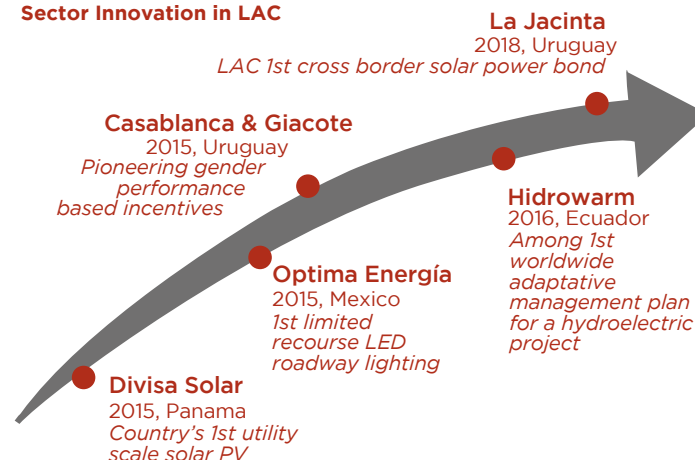 Sector Innovation in LAC
La Jacinta
2018, Uruguay
LAC 1st cross border solar power bond
Casablanca & Giacote
2015, Uruguay
Pioneering gender
performance
based incentives
Hidrowarm
2016, Ecuador
Among 1st
worldwide
adaptative
management plan
for a hydroelectric
project
Optima Energía
2015, Mexico
1st limited
recourse LED
roadway lighting
Divisa Solar
2015, Panama
Country's 1st utility
scale solar PV